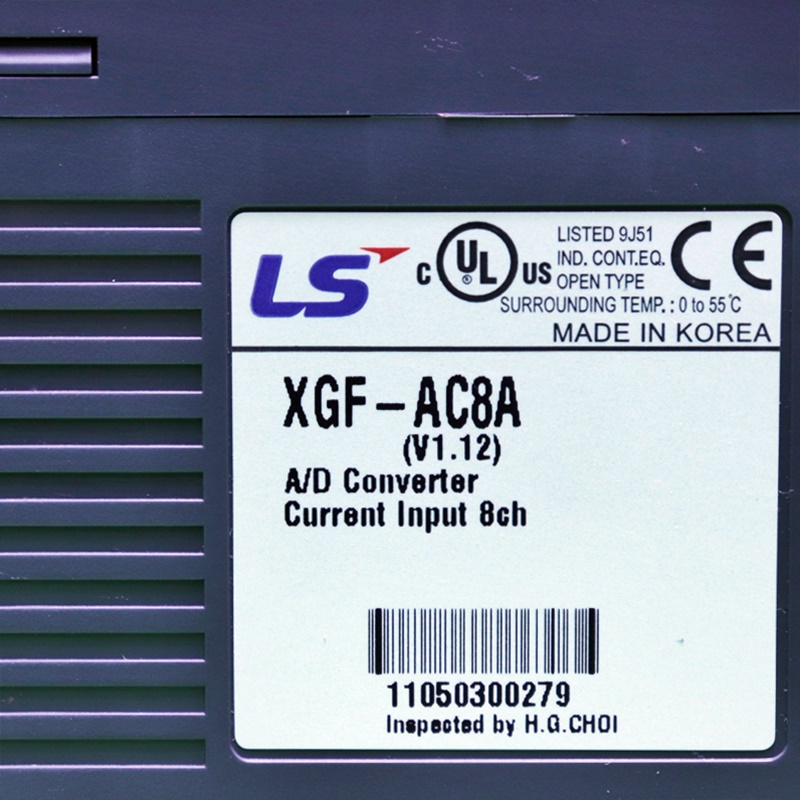 LS
C UL US
®
LISTED 9J51
IND. CONT.EQ.
OPEN TYPE
CE
SURROUNDING TEMP. : 0 to 55℃
MADE IN KOREA
XGF-AC8A
(V1.12)
A/D Converter
Current Input 8ch
11050300279
Inspected by H.G.CHOI